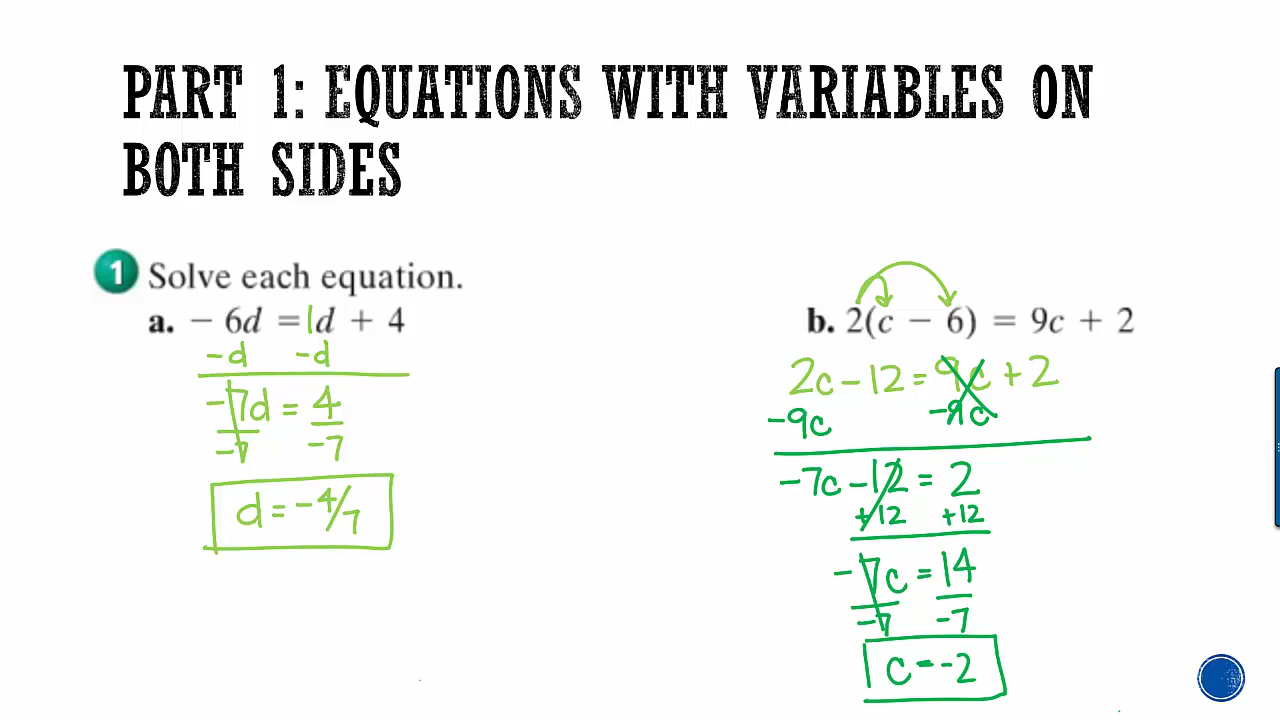 PART 1: EQUATIONS WITH VARIABLES ON
BOTH SIDES
1 Solve each equation.
a. − 6d = 1d + 4
-d -d
-7d = 4
-7 -7
d = -4/7
b. 2(c − 6) = 9c + 2
2c - 12 = 9c + 2
-9c -9c
-7c - 12 = 2
+12 +12
-7c = 14
-7 -7
c = -2